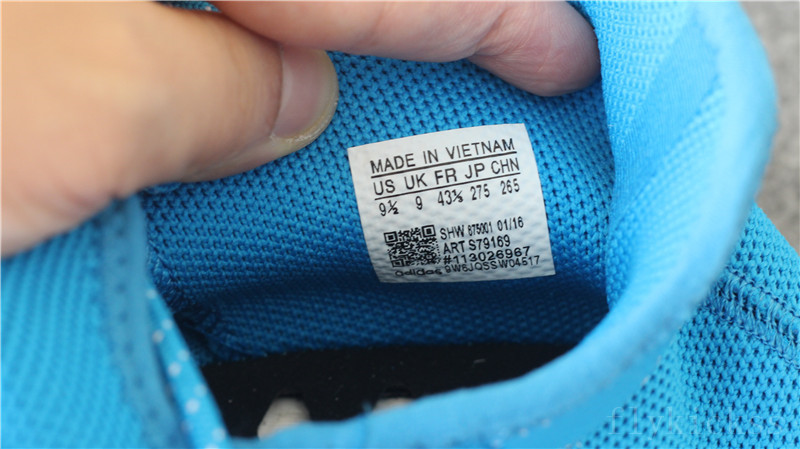 MADE IN VIETNAM
US UK FR JP CHN
9½ 9 43⅓ 275 265
SHW 675001 01/16
ART S79169
#113026967
adidas 9W6JQSSW04517